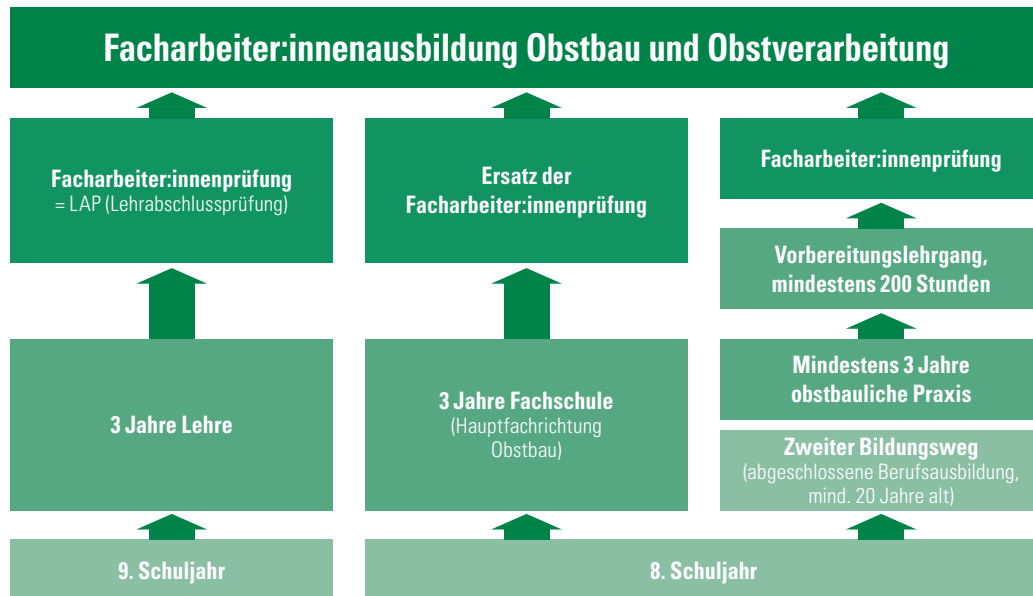 Facharbeiter:innenausbildung Obstbau und Obstverarbeitung
Facharbeiter:innenprüfung
= LAP (Lehrabschlussprüfung)
3 Jahre Lehre
9. Schuljahr
Ersatz der
Facharbeiter:innenprüfung
3 Jahre Fachschule
(Hauptfachrichtung
Obstbau)
Facharbeiter:innenprüfung
Vorbereitungslehrgang,
mindestens 200 Stunden
Mindestens 3 Jahre
obstbauliche Praxis
Zweiter Bildungsweg
(abgeschlossene Berufsausbildung,
mind. 20 Jahre alt)
8. Schuljahr